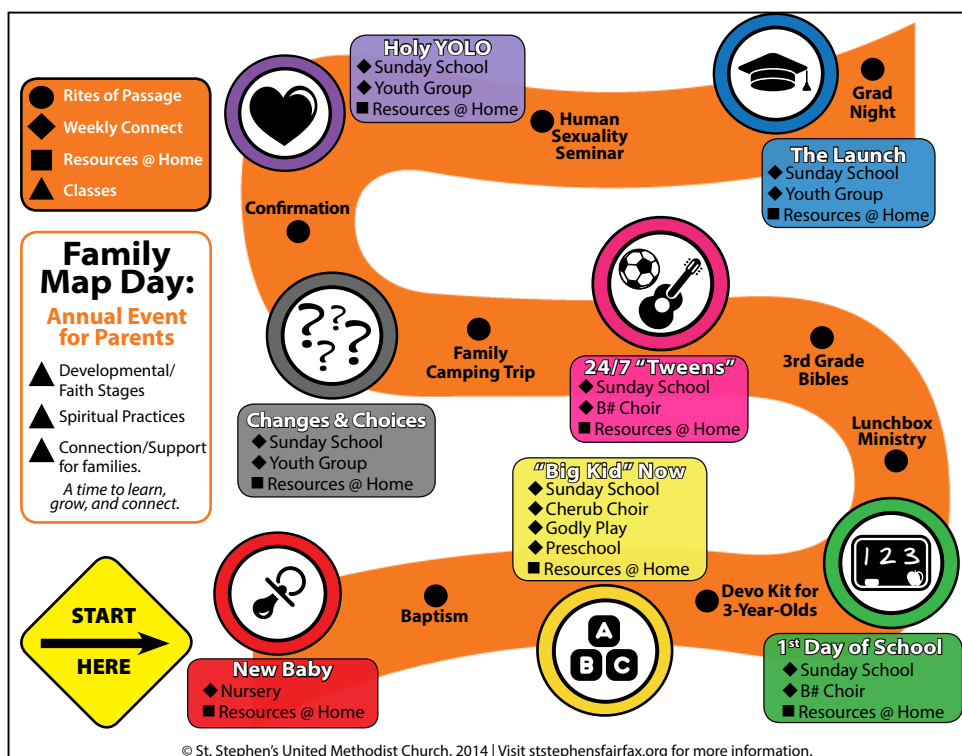 Rites of Passage
Weekly Connect
Resources @ Home
Classes
Family
Map Day:
Annual Event
for Parents
Developmental/
Faith Stages
Spiritual Practices
Connection/Support
for families.
A time to learn,
grow, and connect.
START
HERE
New Baby
Nursery
Resources @ Home
Baptism
"Big Kid" Now
Sunday School
Cherub Choir
Godly Play
Preschool
Resources @ Home
A
B C
Devo Kit for
3-Year-Olds
1 2 3
1st Day of School
Sunday School
B# Choir
Resources @ Home
Lunchbox
Ministry
3rd Grade
Bibles
24/7 "Tweens"
Sunday School
B# Choir
Resources @ Home
Family
Camping Trip
? ? ? ?
Changes & Choices
Sunday School
Youth Group
Resources @ Home
Confirmation
Holy YOLO
Sunday School
Youth Group
Resources @ Home
Human
Sexuality
Seminar
The Launch
Sunday School
Youth Group
Resources @ Home
Grad
Night
© St. Stephen's United Methodist Church, 2014 | Visit ststephensfairfax.org for more information.